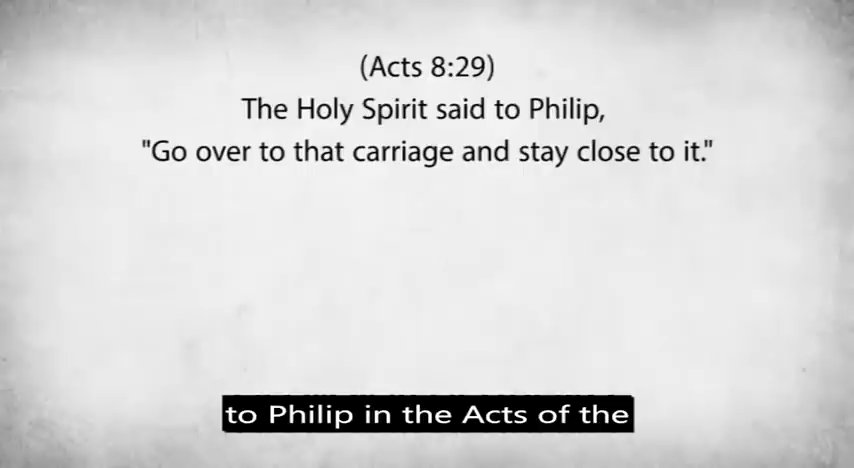 (Acts 8:29)
The Holy Spirit said to Philip,
"Go over to that carriage and stay close to it."
to Philip in the Acts of the